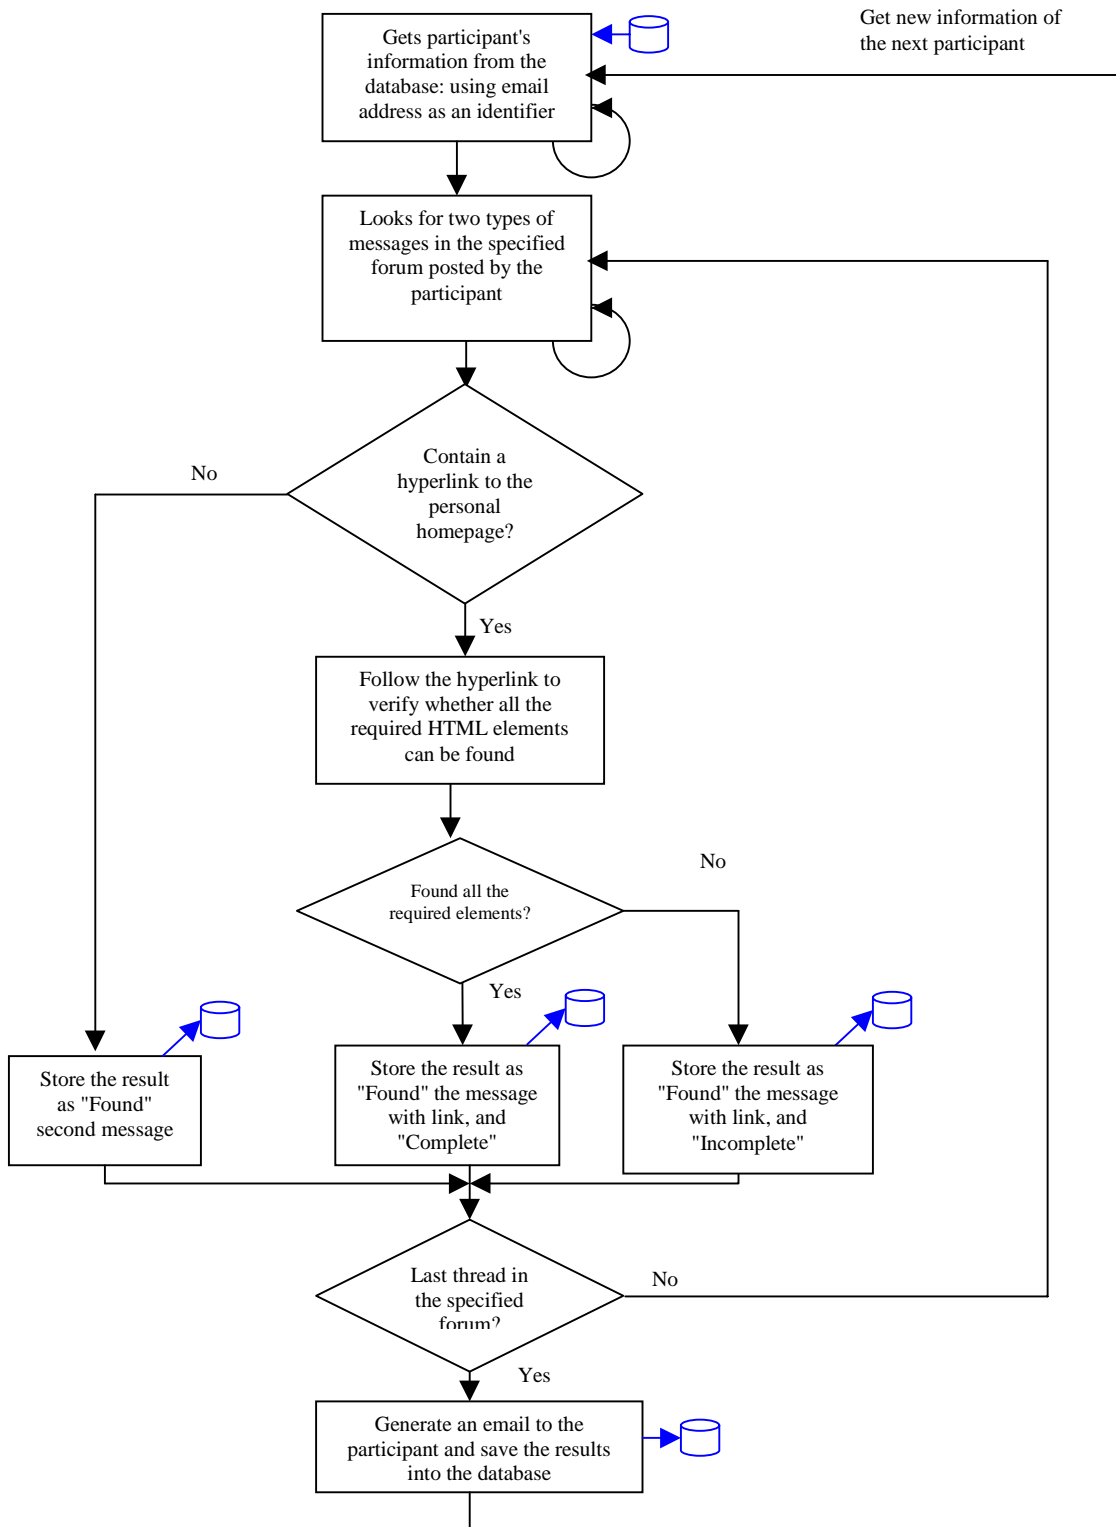 Get new information of
the next participant
Gets participant's
information from the
database: using email
address as an identifier
Looks for two types of
messages in the specified
forum posted by the
participant
Contain a
hyperlink to the
personal
homepage?
No
Yes
Follow the hyperlink to
verify whether all the
required HTML elements
can be found
Found all the
required elements?
No
Yes
Store the result
as "Found"
second message
Store the result as
"Found" the message
with link, and
"Complete"
Store the result as
"Found" the message
with link, and
"Incomplete"
Last thread in
the specified
forum?
No
Yes
Generate an email to the
participant and save the results
into the database